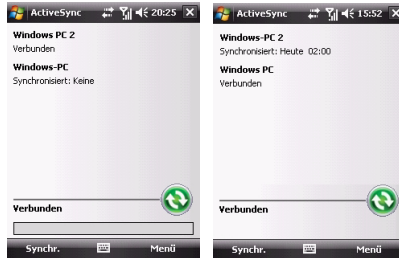 ActiveSync 20:25
Windows PC 2
Verbunden
Windows-PC
Synchronisiert: Keine
Verbunden
Synchr. Menü
ActiveSync 15:52
Windows-PC 2
Synchronisiert: Heute 02:00
Windows PC
Verbunden
Verbunden
Synchr. Menü